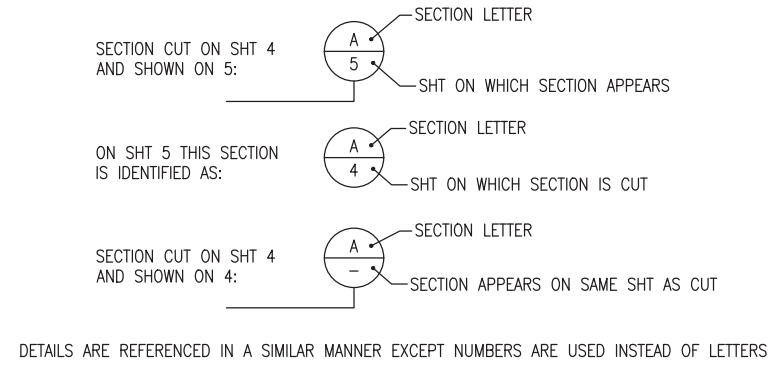 SECTION CUT ON SHT 4
AND SHOWN ON 5:
A
5
SECTION LETTER
SHT ON WHICH SECTION APPEARS
ON SHT 5 THIS SECTION
IS IDENTIFIED AS:
A
4
SECTION LETTER
SHT ON WHICH SECTION IS CUT
SECTION CUT ON SHT 4
AND SHOWN ON 4:
A
–
SECTION LETTER
SECTION APPEARS ON SAME SHT AS CUT
DETAILS ARE REFERENCED IN A SIMILAR MANNER EXCEPT NUMBERS ARE USED INSTEAD OF LETTERS